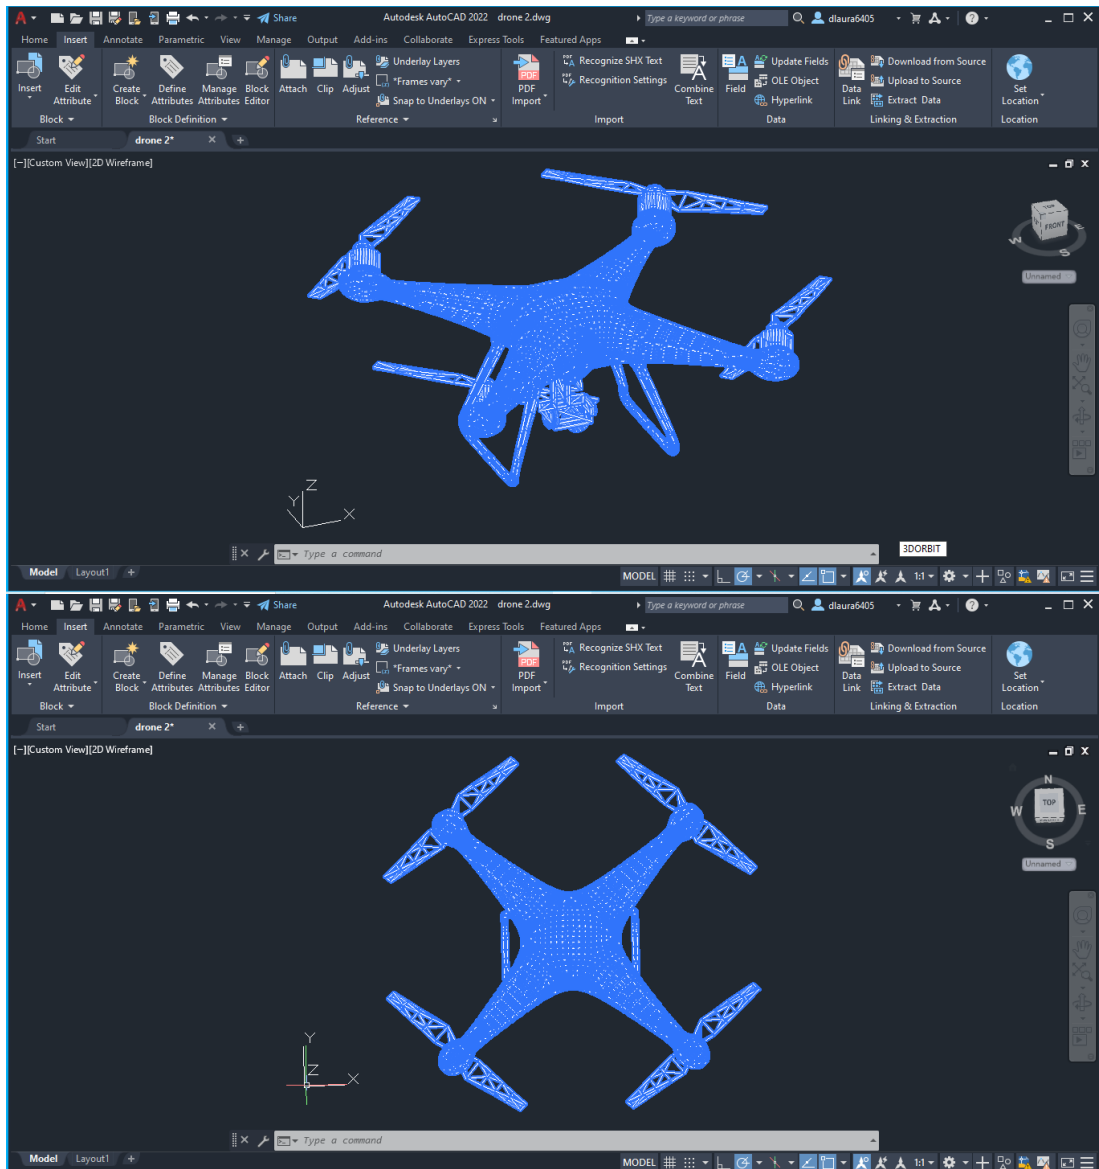 Share Autodesk AutoCAD 2022 drone 2.dwg Type a keyword or phrase dlaura6405
Home Insert Annotate Parametric View Manage Output Add-ins Collaborate Express Tools Featured Apps
Insert
Edit Attribute
Create Block
Define Attributes
Manage Attributes
Block Editor
Attach
Clip
Adjust
Underlay Layers
*Frames vary*
Snap to Underlays ON
PDF Import
Recognize SHX Text
Recognition Settings
Combine Text
Field
Update Fields
OLE Object
Hyperlink
Data Link
Download from Source
Upload to Source
Extract Data
Set Location
Block Block Definition Reference Import Data Linking & Extraction Location
Start drone 2*
[−][Custom View][2D Wireframe]
TOP
FRONT
W
S
E
Unnamed
Z
Y
X
Type a command
3DORBIT
Model Layout1 +
MODEL 1:1
Share Autodesk AutoCAD 2022 drone 2.dwg Type a keyword or phrase dlaura6405
Home Insert Annotate Parametric View Manage Output Add-ins Collaborate Express Tools Featured Apps
Insert
Edit Attribute
Create Block
Define Attributes
Manage Attributes
Block Editor
Attach
Clip
Adjust
Underlay Layers
*Frames vary*
Snap to Underlays ON
PDF Import
Recognize SHX Text
Recognition Settings
Combine Text
Field
Update Fields
OLE Object
Hyperlink
Data Link
Download from Source
Upload to Source
Extract Data
Set Location
Block Block Definition Reference Import Data Linking & Extraction Location
Start drone 2*
[−][Custom View][2D Wireframe]
N
W
TOP
E
S
Unnamed
Y
Z
X
Type a command
Model Layout1 +
MODEL 1:1